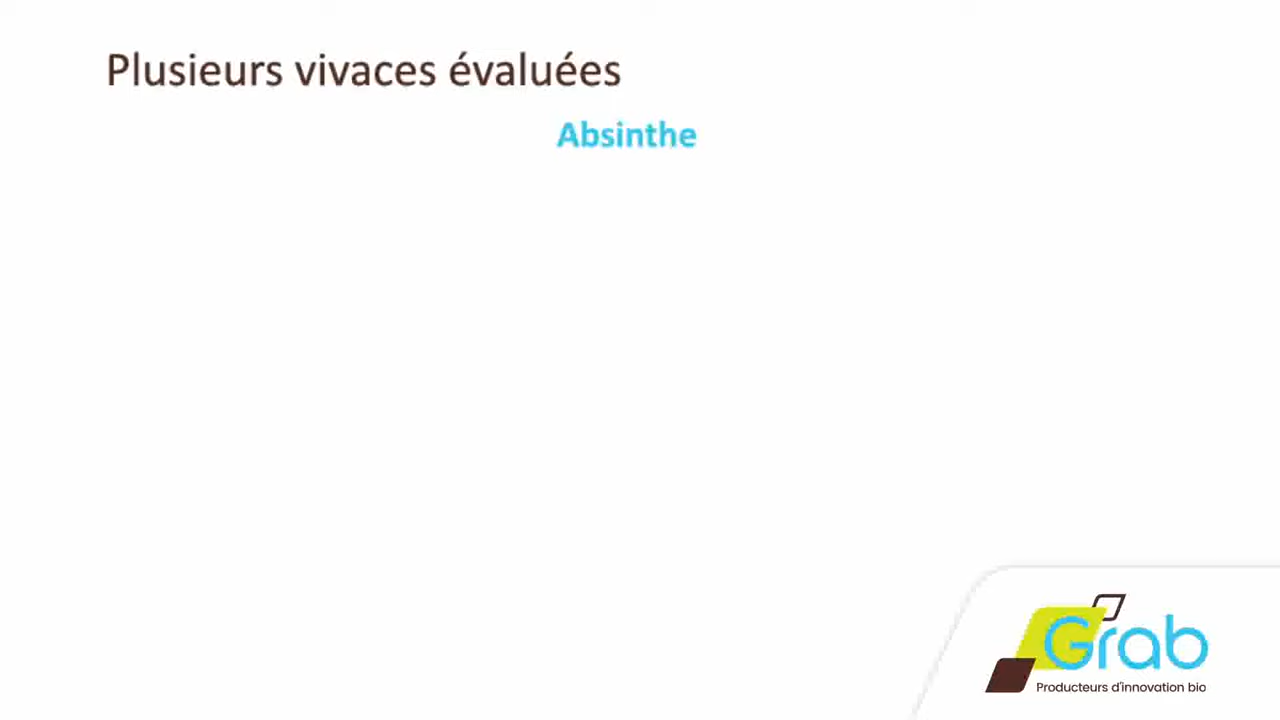 Plusieurs vivaces évaluées
Absinthe
Grab
Producteurs d'innovation bio